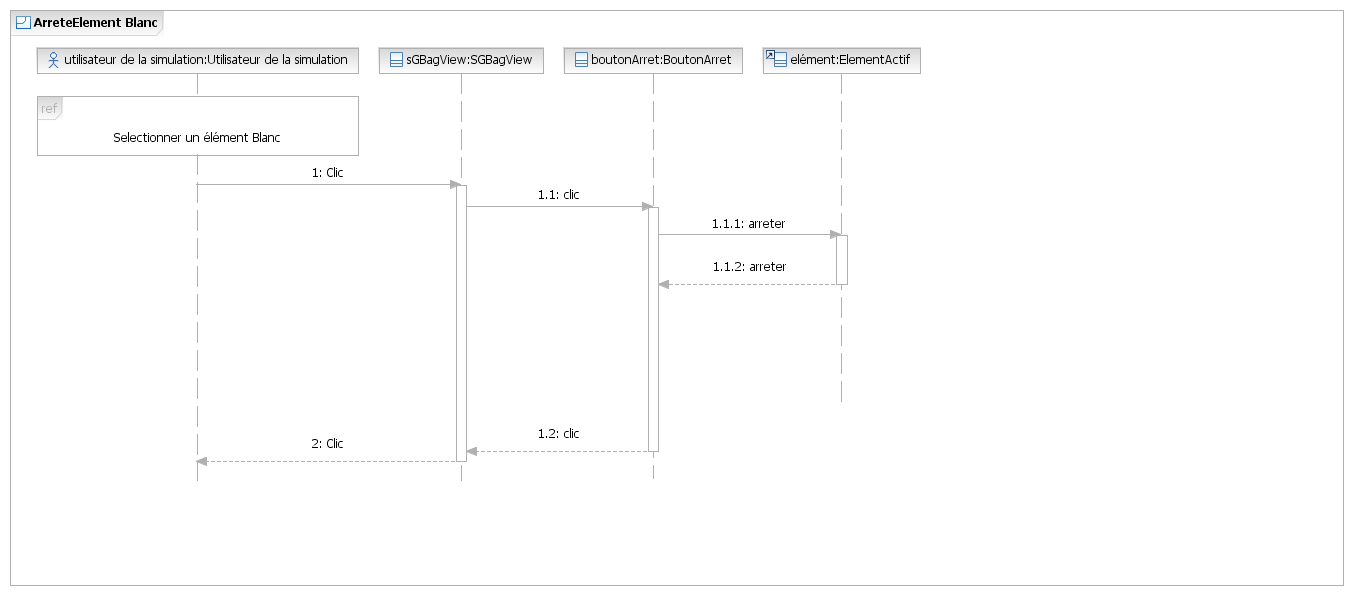 ArreteElement Blanc
utilisateur de la simulation:Utilisateur de la simulation
sGBagView:SGBagView
boutonArret:BoutonArret
elément:ElementActif
ref
Selectionner un élément Blanc
1: Clic
1.1: clic
1.1.1: arreter
1.1.2: arreter
1.2: clic
2: Clic